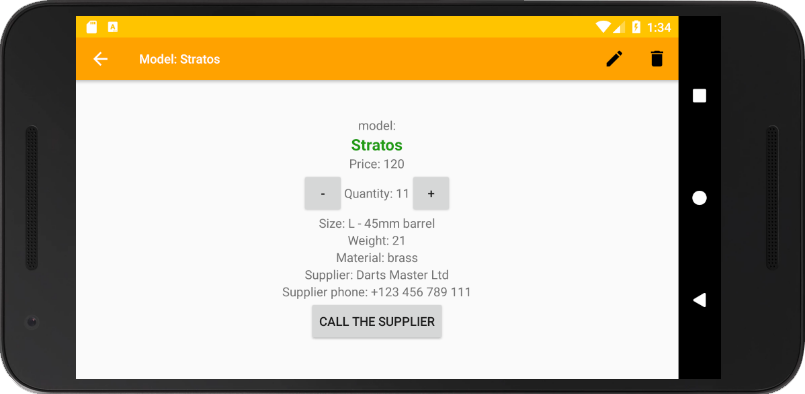 1:34
Model: Stratos
model:
Stratos
Price: 120
- Quantity: 11 +
Size: L - 45mm barrel
Weight: 21
Material: brass
Supplier: Darts Master Ltd
Supplier phone: +123 456 789 111
CALL THE SUPPLIER